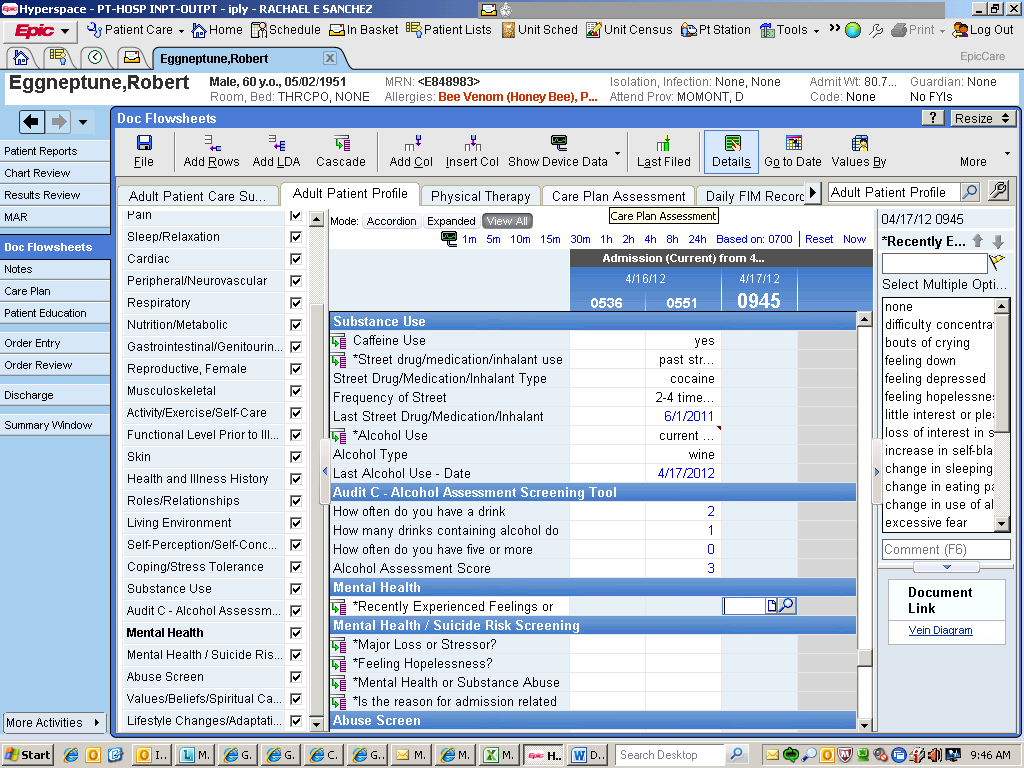 Hyperspace - PT-HOSP INPT-OUTPT - iply - RACHAEL E SANCHEZ
Epic Patient Care Home Schedule In Basket Patient Lists Unit Sched Unit Census Pt Station Tools Print Log Out
Eggneptune,Robert EpicCare
Eggneptune,Robert Male, 60 y.o., 05/02/1951 MRN: <E848983> Isolation, Infection: None, None Admit Wt: 80.7... Guardian: None
Room, Bed: THRCPO, NONE Allergies: Bee Venom (Honey Bee), P... Attend Prov: MOMONT, D Code: None No FYIs
Doc Flowsheets ? Resize
File Add Rows Add LDA Cascade Add Col Insert Col Show Device Data Last Filed Details Go to Date Values By More
Patient Reports
Chart Review
Results Review
MAR
Doc Flowsheets
Notes
Care Plan
Patient Education
Order Entry
Order Review
Discharge
Summary Window
More Activities
Adult Patient Care Su... Adult Patient Profile Physical Therapy Care Plan Assessment Daily FIM Recor Adult Patient Profile
Care Plan Assessment
Pain
Sleep/Relaxation
Cardiac
Peripheral/Neurovascular
Respiratory
Nutrition/Metabolic
Gastrointestinal/Genitourin...
Reproductive, Female
Musculoskeletal
Activity/Exercise/Self-Care
Functional Level Prior to Ill...
Skin
Health and Illness History
Roles/Relationships
Living Environment
Self-Perception/Self-Conc...
Coping/Stress Tolerance
Substance Use
Audit C - Alcohol Assessm...
Mental Health
Mental Health / Suicide Ris...
Abuse Screen
Values/Beliefs/Spiritual Ca...
Lifestyle Changes/Adaptati...
Mode: Accordion Expanded View All
1m 5m 10m 15m 30m 1h 2h 4h 8h 24h Based on: 0700 Reset Now
Admission (Current) from 4...
4/16/12 4/17/12
0536 0551 0945
Substance Use
Caffeine Use yes
*Street drug/medication/inhalant use past str...
Street Drug/Medication/Inhalant Type cocaine
Frequency of Street 2-4 time...
Last Street Drug/Medication/Inhalant 6/1/2011
*Alcohol Use current ...
Alcohol Type wine
Last Alcohol Use - Date 4/17/2012
Audit C - Alcohol Assessment Screening Tool
How often do you have a drink 2
How many drinks containing alcohol do 1
How often do you have five or more 0
Alcohol Assessment Score 3
Mental Health
*Recently Experienced Feelings or
Mental Health / Suicide Risk Screening
*Major Loss or Stressor?
*Feeling Hopelessness?
*Mental Health or Substance Abuse
*Is the reason for admission related
Abuse Screen
04/17/12 0945
*Recently E...
Select Multiple Opti...
none
difficulty concentra
bouts of crying
feeling down
feeling depressed
feeling hopelessnes
little interest or plea
loss of interest in s
increase in self-bla
change in sleeping
change in eating pa
change in use of al
excessive fear
Comment (F6)
Document
Link
Vein Diagram
Start I.. M. G. G. C. G.. M. M. M. H.. D.. Search Desktop 9:46 AM